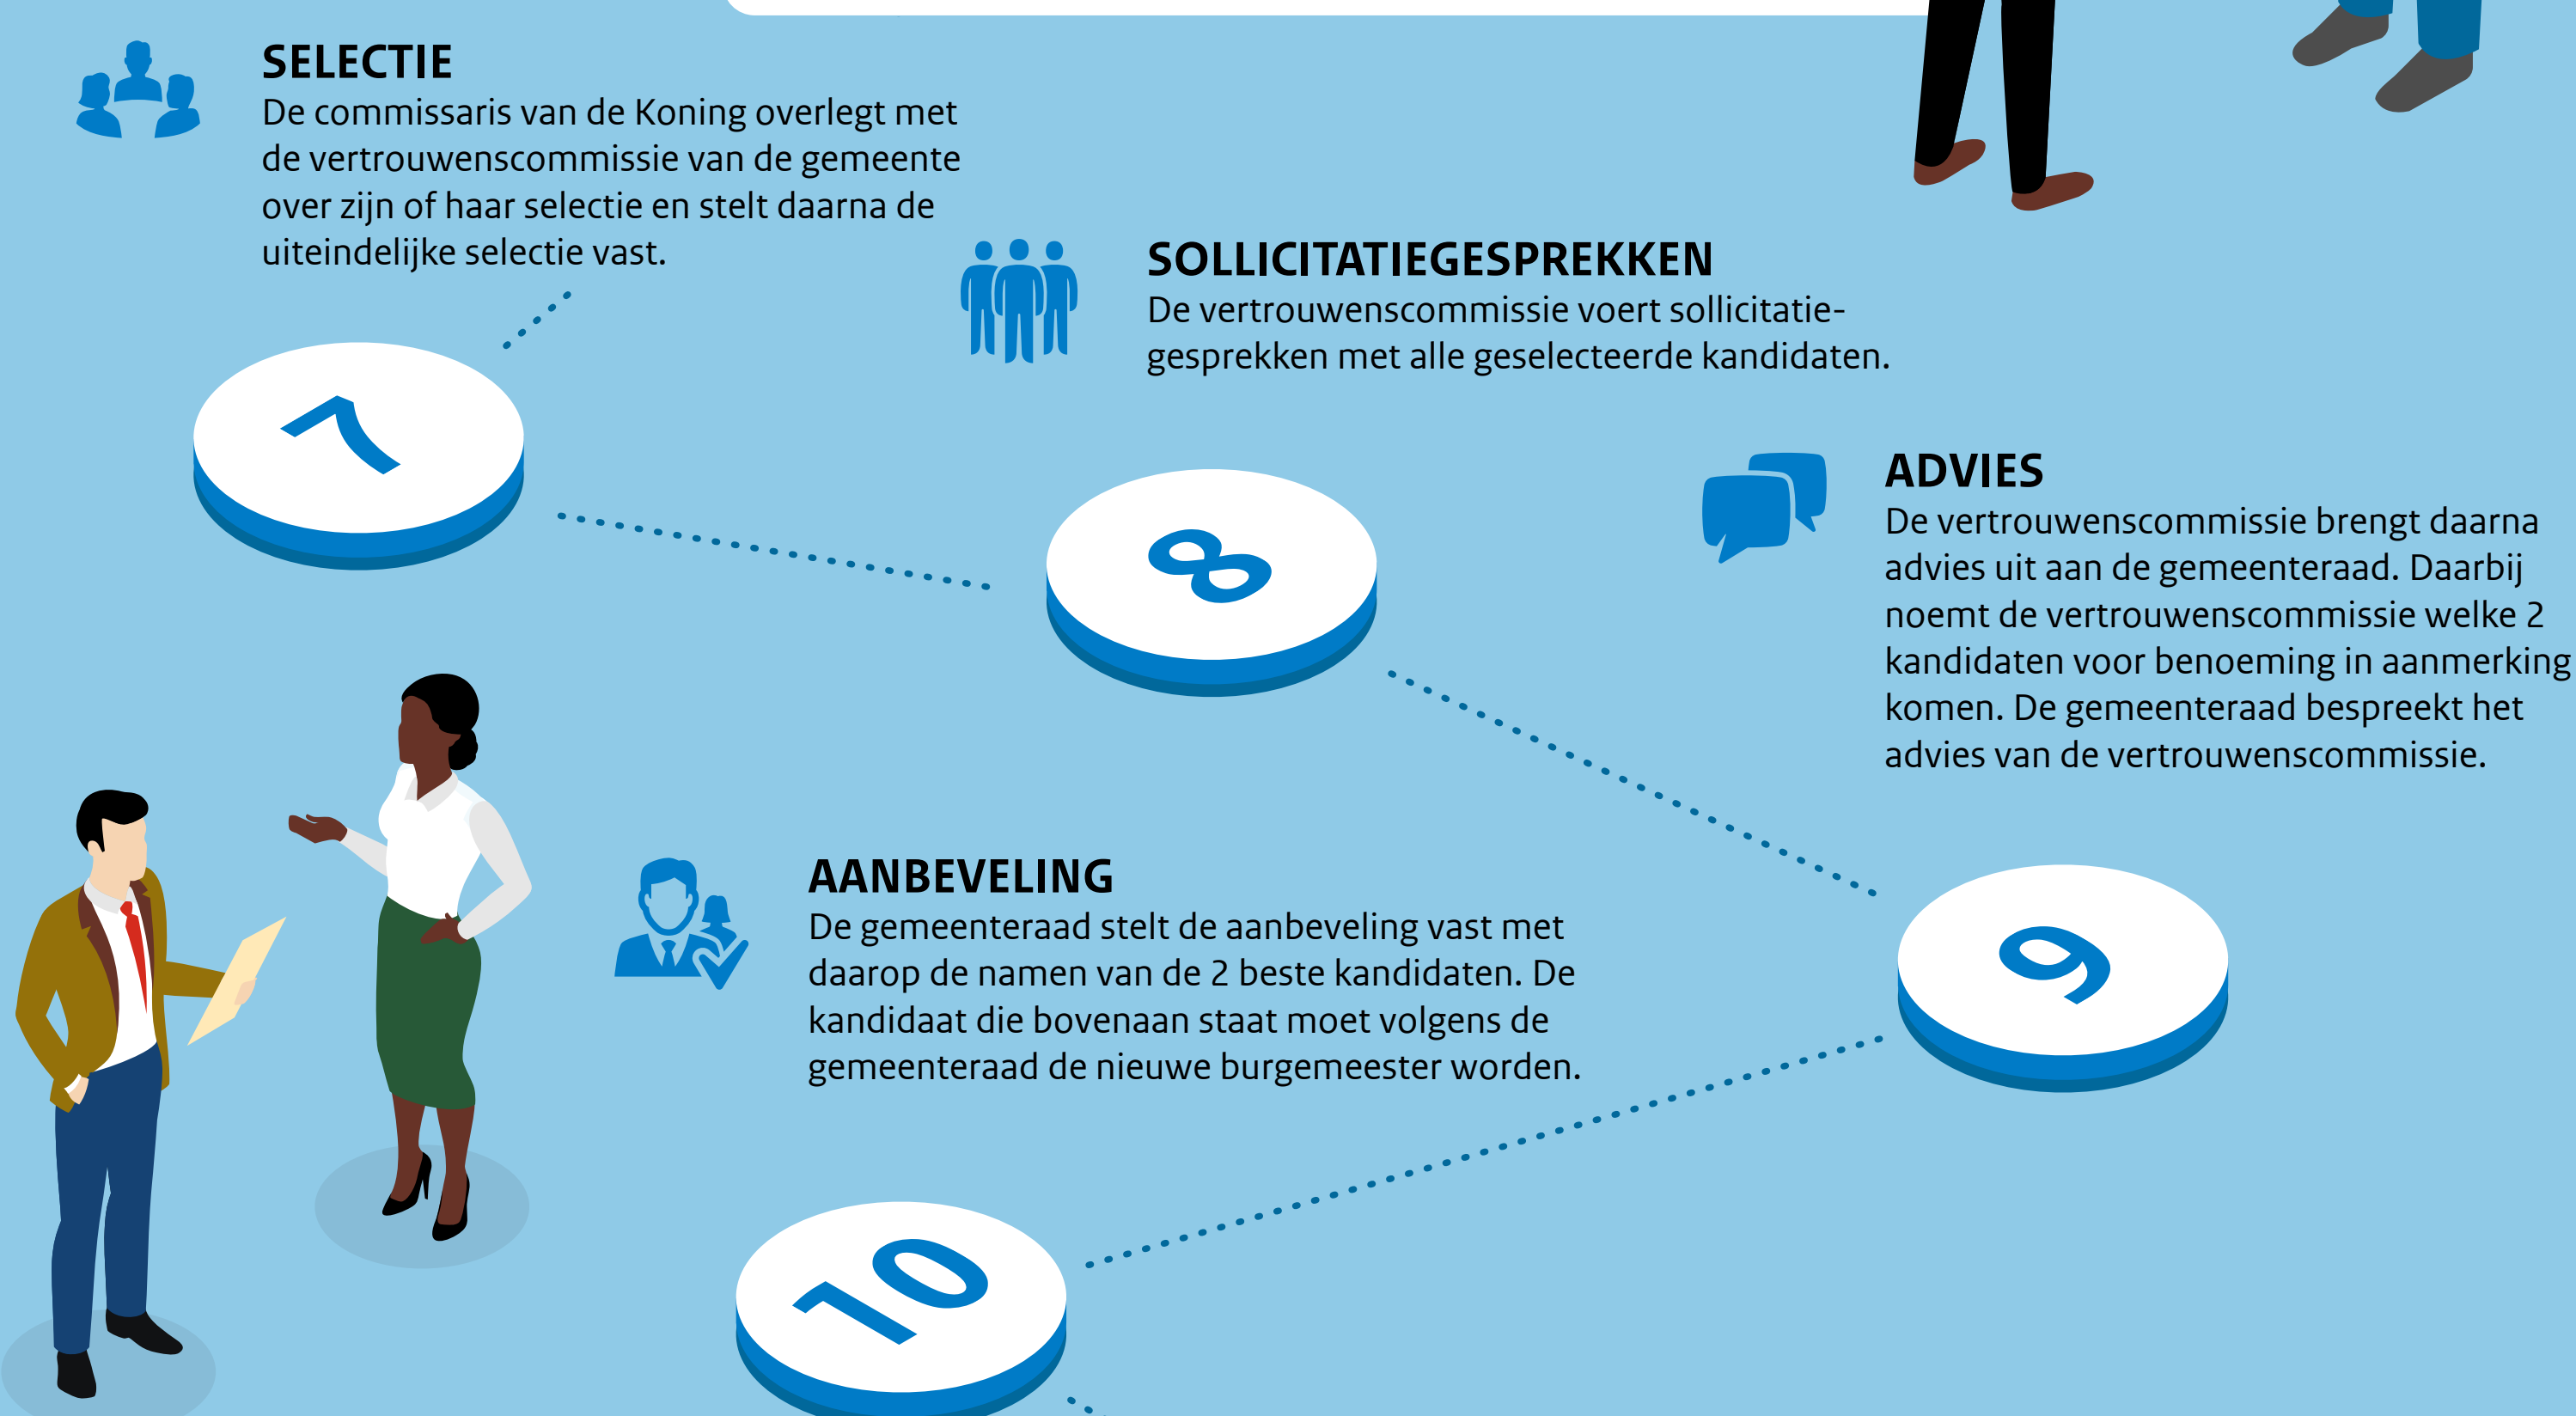 SELECTIE
De commissaris van de Koning overlegt met
de vertrouwenscommissie van de gemeente
over zijn of haar selectie en stelt daarna de
uiteindelijke selectie vast.
7
SOLLICITATIEGESPREKKEN
De vertrouwenscommissie voert sollicitatie-
gesprekken met alle geselecteerde kandidaten.
8
ADVIES
De vertrouwenscommissie brengt daarna
advies uit aan de gemeenteraad. Daarbij
noemt de vertrouwenscommissie welke 2
kandidaten voor benoeming in aanmerking
komen. De gemeenteraad bespreekt het
advies van de vertrouwenscommissie.
9
AANBEVELING
De gemeenteraad stelt de aanbeveling vast met
daarop de namen van de 2 beste kandidaten. De
kandidaat die bovenaan staat moet volgens de
gemeenteraad de nieuwe burgemeester worden.
10